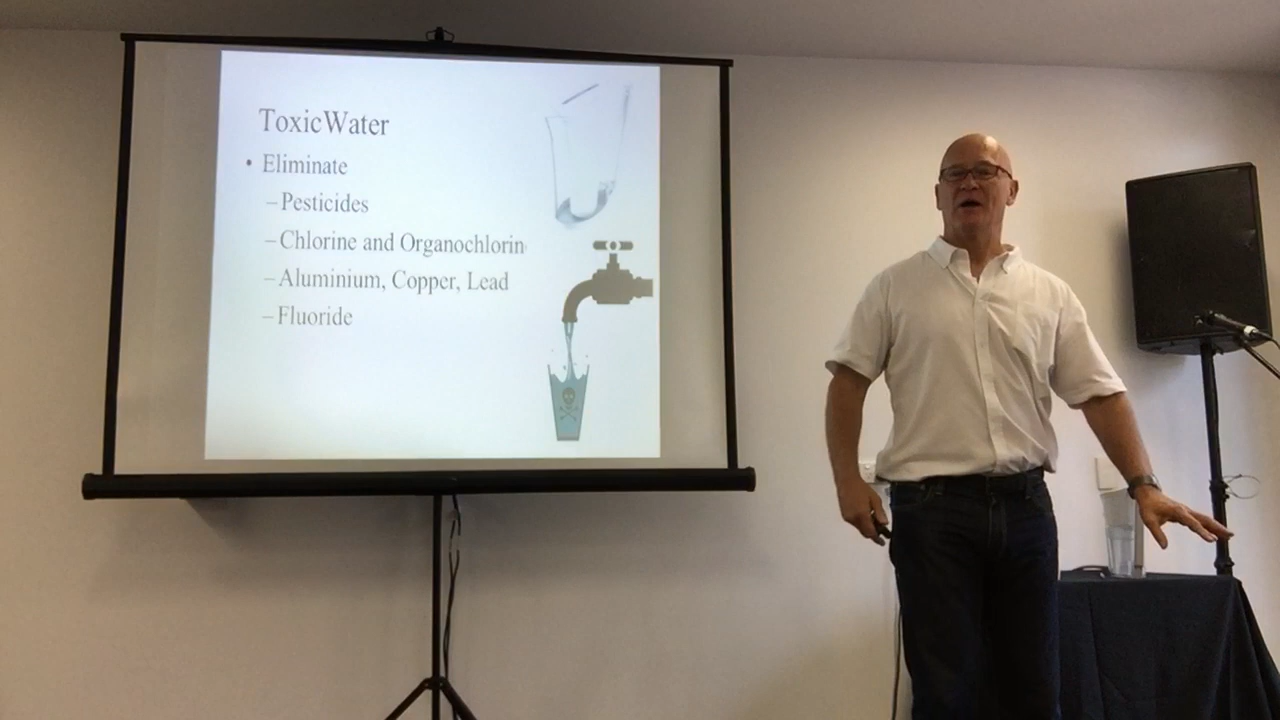 ToxicWater
• Eliminate
– Pesticides
– Chlorine and Organochlorin
– Aluminium, Copper, Lead
– Fluoride